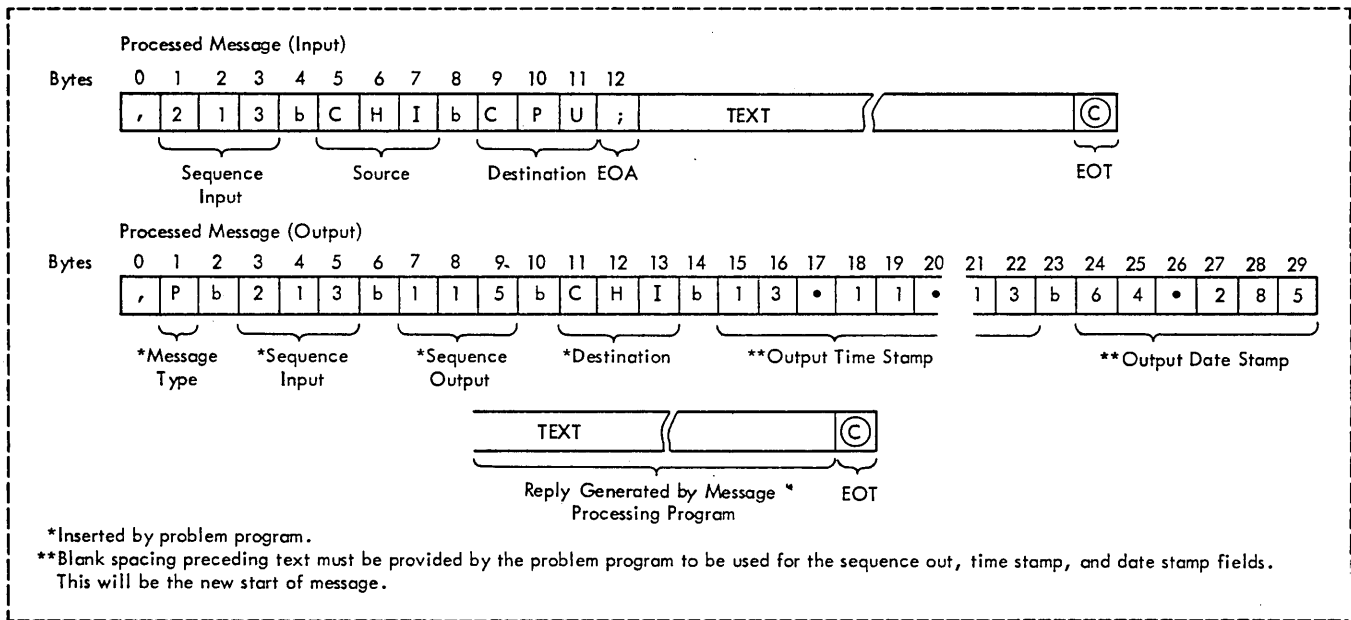 Processed Message (Input)
Bytes 0 1 2 3 4 5 6 7 8 9 10 11 12
, 2 1 3 b C H I b C P U ; TEXT Ⓒ
Sequence Input Source Destination EOA EOT
Processed Message (Output)
Bytes 0 1 2 3 4 5 6 7 8 9 10 11 12 13 14 15 16 17 18 19 20 21 22 23 24 25 26 27 28 29
, P b 2 1 3 b 1 1 5 b C H I b 1 3 • 1 1 • 1 3 b 6 4 • 2 8 5
*Message Type *Sequence Input *Sequence Output *Destination **Output Time Stamp **Output Date Stamp
TEXT Ⓒ
Reply Generated by Message * EOT
Processing Program
*Inserted by problem program.
**Blank spacing preceding text must be provided by the problem program to be used for the sequence out, time stamp, and date stamp fields.
This will be the new start of message.